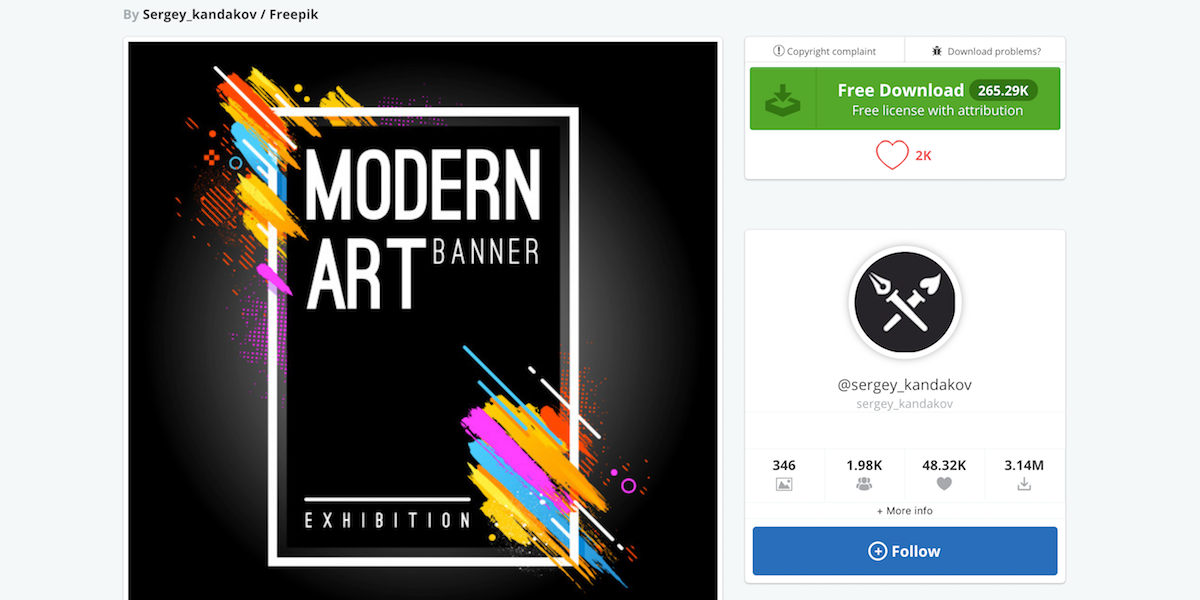 By Sergey_kandakov / Freepik
MODERN
ART BANNER
EXHIBITION
Copyright complaint
Download problems?
Free Download 265.29K
Free license with attribution
2K
@sergey_kandakov
sergey_kandakov
346 1.98K 48.32K 3.14M
+ More info
Follow